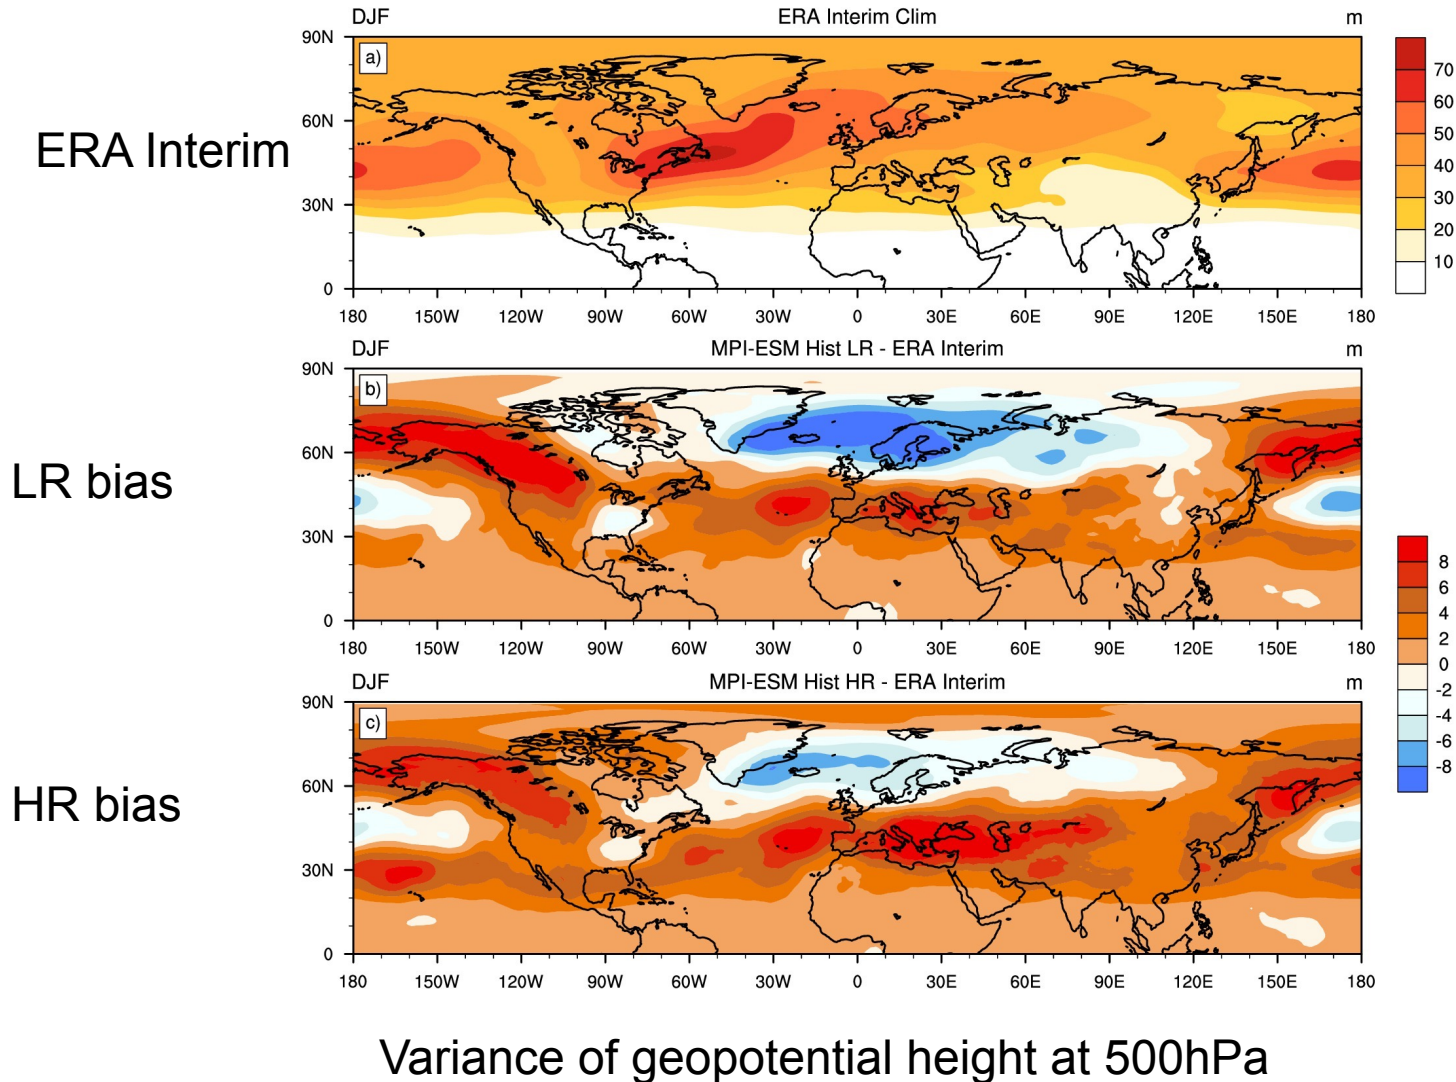 DJF ERA Interim Clim m
90N
a)
60N
30N
0
180 150W 120W 90W 60W 30W 0 30E 60E 90E 120E 150E 180
70
60
50
40
30
20
10
ERA Interim
DJF MPI-ESM Hist LR - ERA Interim m
90N
b)
60N
30N
0
180 150W 120W 90W 60W 30W 0 30E 60E 90E 120E 150E 180
LR bias
8
6
4
2
0
-2
-4
-6
-8
DJF MPI-ESM Hist HR - ERA Interim m
90N
c)
60N
30N
0
180 150W 120W 90W 60W 30W 0 30E 60E 90E 120E 150E 180
HR bias
Variance of geopotential height at 500hPa